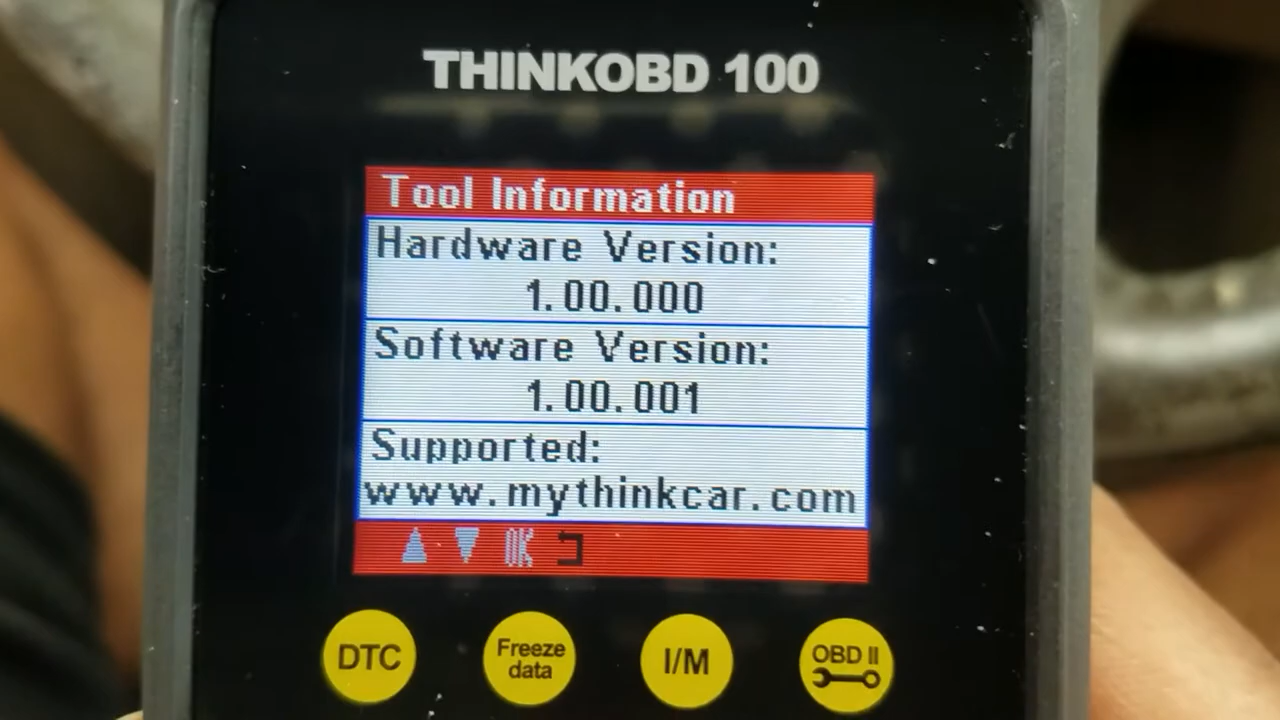 THINKOBD 100
Tool Information
Hardware Version:
1.00.000
Software Version:
1.00.001
Supported:
www.mythinkcar.com
OK
DTC
Freeze
data
I/M
OBD II